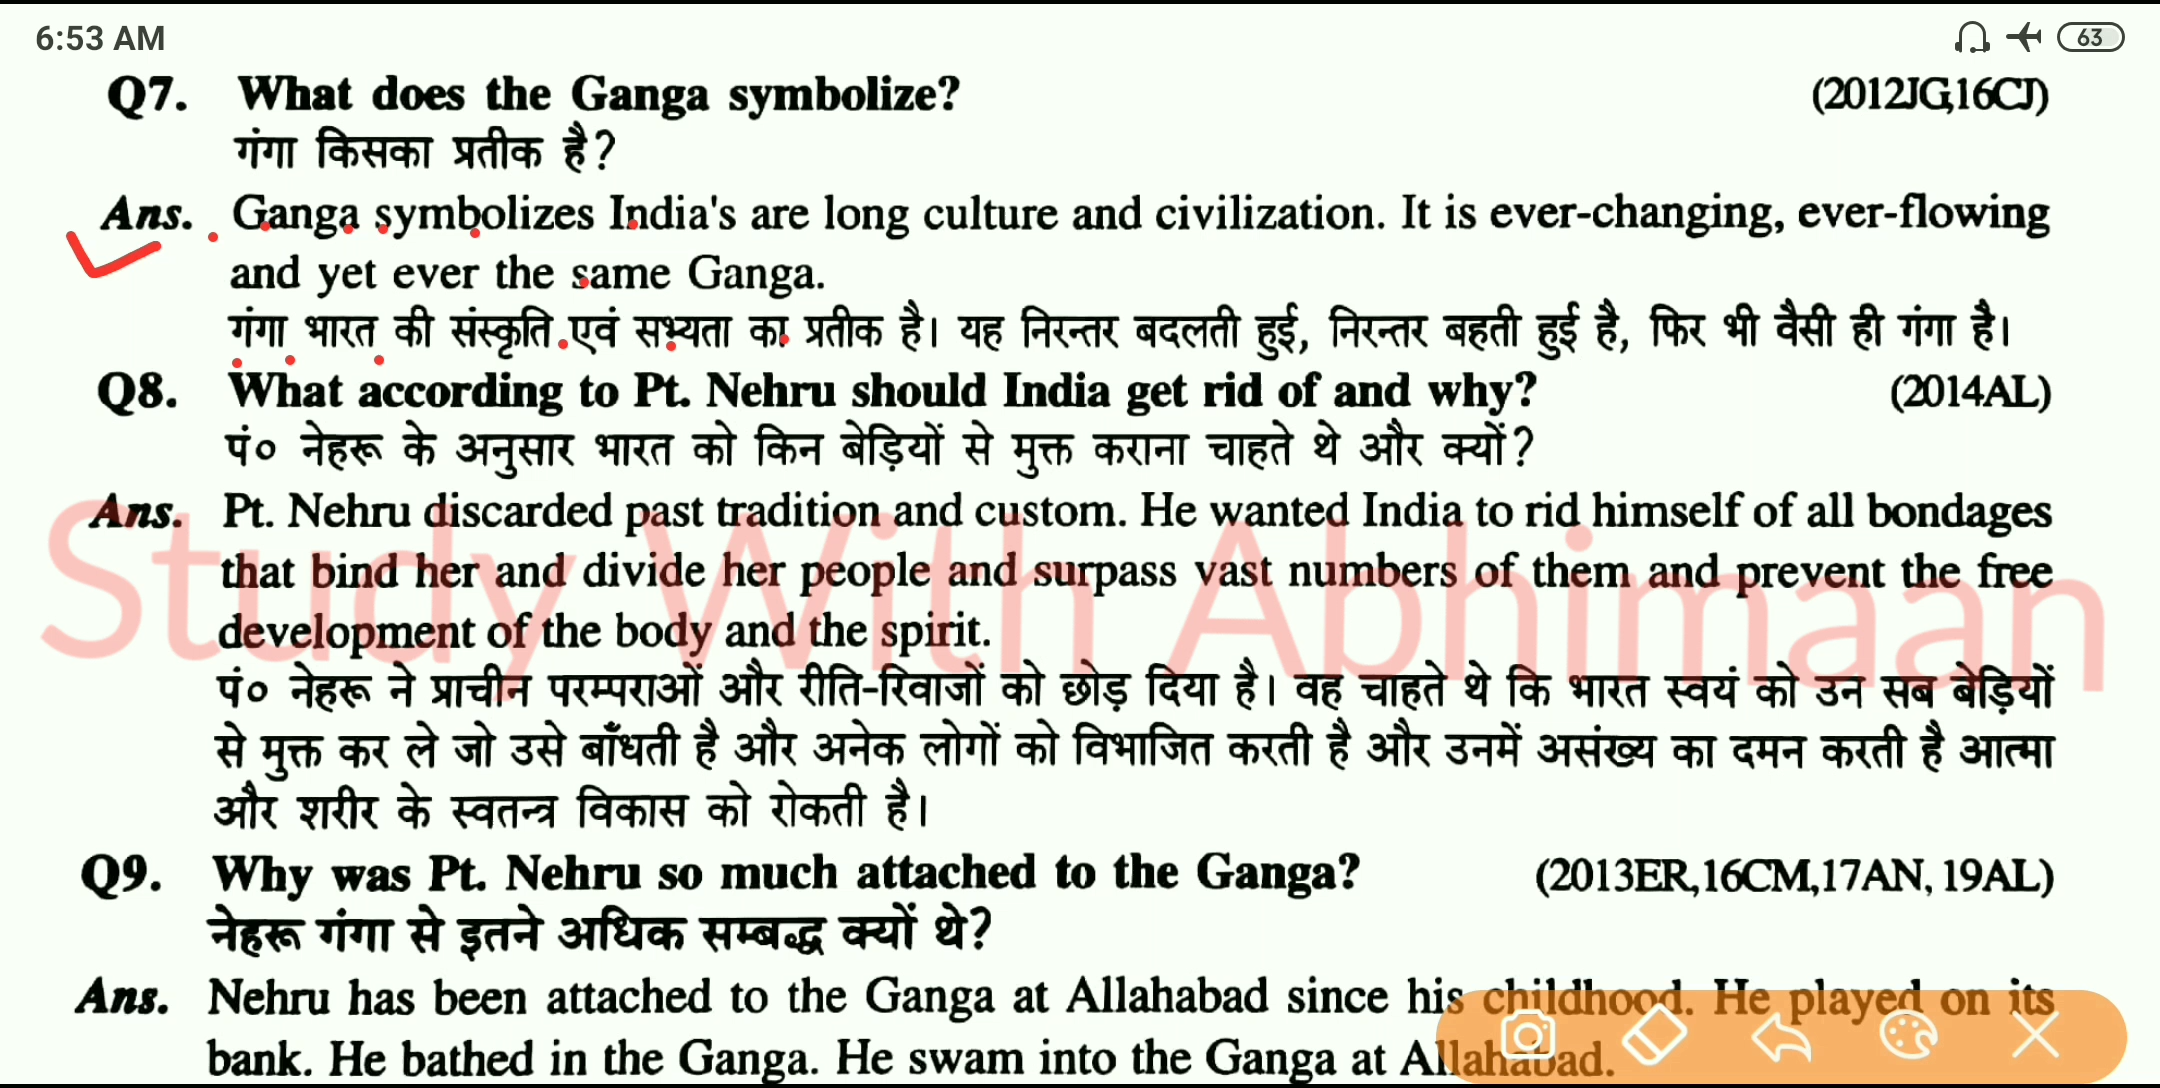 6:53 AM 63
Q7. What does the Ganga symbolize? (2012JG,16CJ)
गंगा किसका प्रतीक है?
Ans. Ganga symbolizes India's are long culture and civilization. It is ever-changing, ever-flowing
and yet ever the same Ganga.
गंगा भारत की संस्कृति एवं सभ्यता का प्रतीक है। यह निरन्तर बदलती हुई, निरन्तर बहती हुई है, फिर भी वैसी ही गंगा है।
Q8. What according to Pt. Nehru should India get rid of and why? (2014AL)
पं० नेहरू के अनुसार भारत को किन बेड़ियों से मुक्त कराना चाहते थे और क्यों?
Ans. Pt. Nehru discarded past tradition and custom. He wanted India to rid himself of all bondages
that bind her and divide her people and surpass vast numbers of them and prevent the free
development of the body and the spirit.
Study With Abhimaan
पं० नेहरू ने प्राचीन परम्पराओं और रीति-रिवाजों को छोड़ दिया है। वह चाहते थे कि भारत स्वयं को उन सब बेड़ियों
से मुक्त कर ले जो उसे बाँधती है और अनेक लोगों को विभाजित करती है और उनमें असंख्य का दमन करती है आत्मा
और शरीर के स्वतन्त्र विकास को रोकती है।
Q9. Why was Pt. Nehru so much attached to the Ganga? (2013ER,16CM,17AN, 19AL)
नेहरू गंगा से इतने अधिक सम्बद्ध क्यों थे?
Ans. Nehru has been attached to the Ganga at Allahabad since his childhood. He played on its
bank. He bathed in the Ganga. He swam into the Ganga at Allahabad.